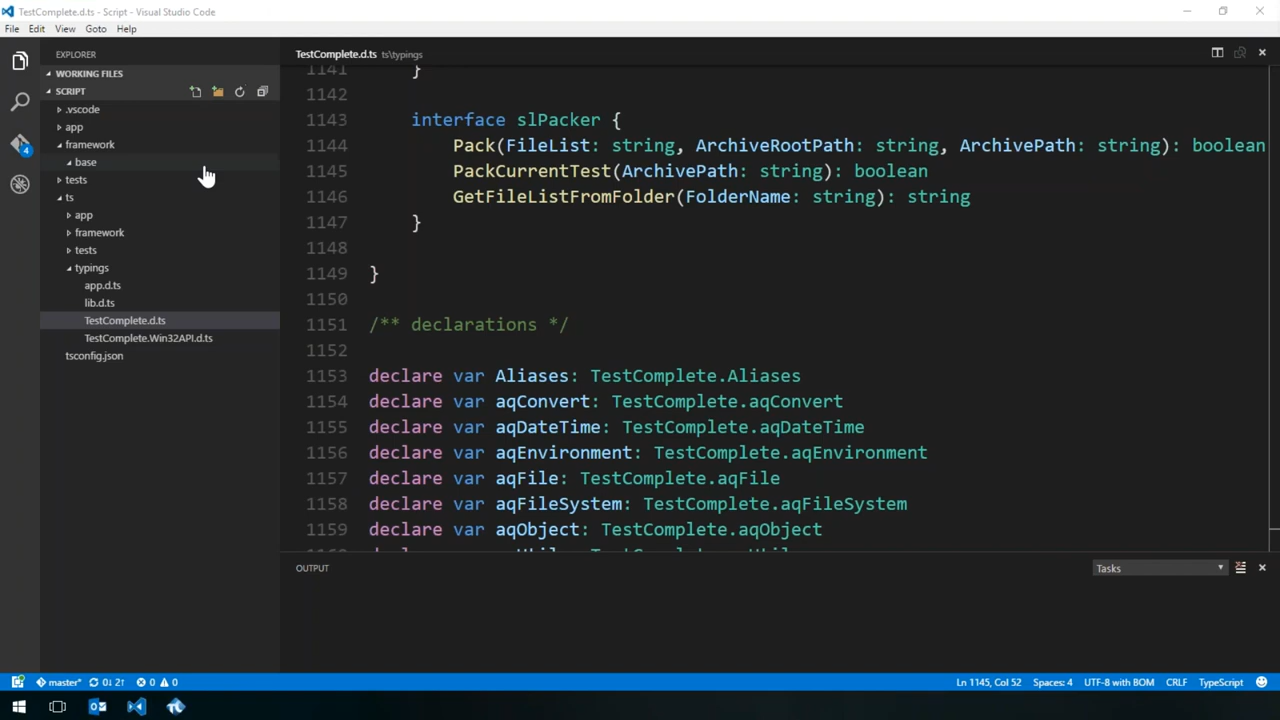 TestComplete.d.ts - Script - Visual Studio Code
File Edit View Goto Help
EXPLORER
WORKING FILES
SCRIPT
.vscode
app
framework
base
tests
ts
app
framework
tests
typings
app.d.ts
lib.d.ts
TestComplete.d.ts
TestComplete.Win32API.d.ts
tsconfig.json
4
TestComplete.d.ts ts\typings
1141 }
1142
1143 interface slPacker {
1144 Pack(FileList: string, ArchiveRootPath: string, ArchivePath: string): boolean
1145 PackCurrentTest(ArchivePath: string): boolean
1146 GetFileListFromFolder(FolderName: string): string
1147 }
1148
1149 }
1150
1151 /** declarations */
1152
1153 declare var Aliases: TestComplete.Aliases
1154 declare var aqConvert: TestComplete.aqConvert
1155 declare var aqDateTime: TestComplete.aqDateTime
1156 declare var aqEnvironment: TestComplete.aqEnvironment
1157 declare var aqFile: TestComplete.aqFile
1158 declare var aqFileSystem: TestComplete.aqFileSystem
1159 declare var aqObject: TestComplete.aqObject
OUTPUT
Tasks
master* 0↓ 2↑ 0 0
Ln 1145, Col 52 Spaces: 4 UTF-8 with BOM CRLF TypeScript